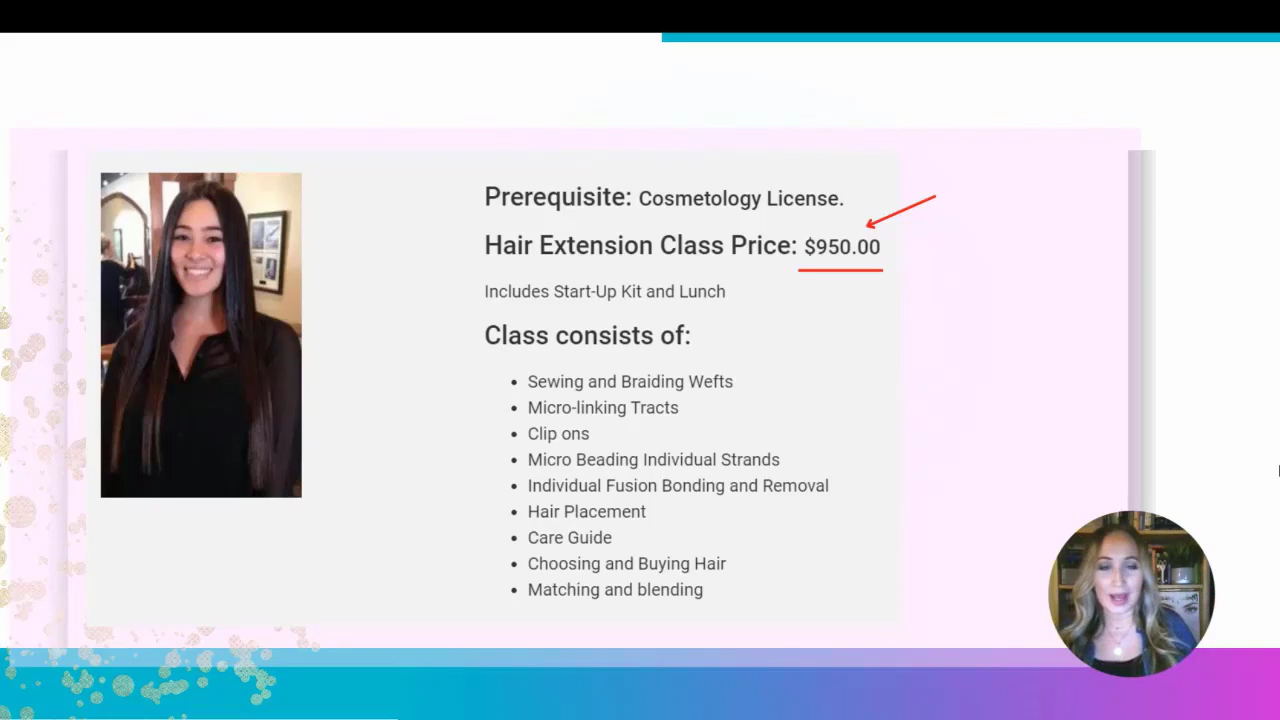 Prerequisite: Cosmetology License.
Hair Extension Class Price: $950.00
Includes Start-Up Kit and Lunch
Class consists of:
• Sewing and Braiding Wefts
• Micro-linking Tracts
• Clip ons
• Micro Beading Individual Strands
• Individual Fusion Bonding and Removal
• Hair Placement
• Care Guide
• Choosing and Buying Hair
• Matching and blending